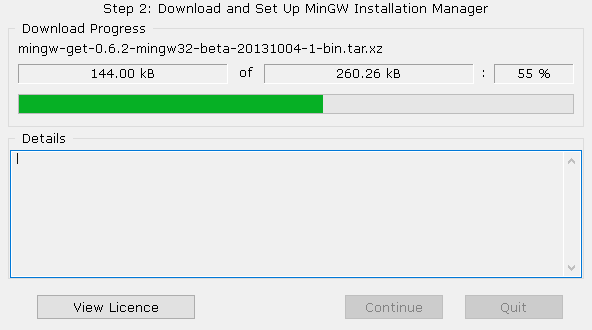 Step 2: Download and Set Up MinGW Installation Manager
Download Progress
mingw-get-0.6.2-mingw32-beta-20131004-1-bin.tar.xz
144.00 kB of 260.26 kB : 55 %
Details
View Licence Continue Quit